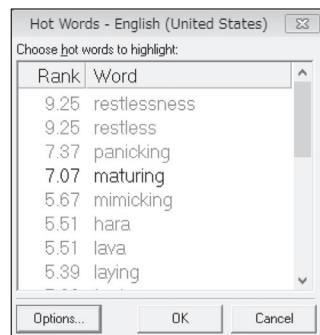 Hot Words - English (United States)
Choose hot words to highlight:
Rank Word
9.25 restlessness
9.25 restless
7.37 panicking
7.07 maturing
5.67 mimicking
5.51 hara
5.51 lava
5.39 laying
Options... OK Cancel